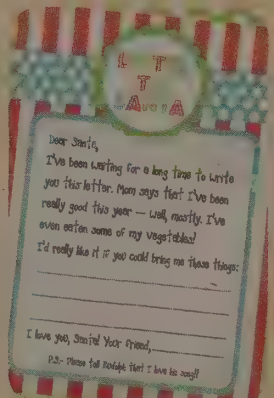 Dear Santa,
I've been waiting for a long time to write
you this letter. Mom says that I've been
really good this year — well, mostly. I've
even eaten some of my vegetables!
I'd really like it if you could bring me these things:
I love you, Santa! Your friend,
P.S.- Please tell Rudolph that I love his song!!